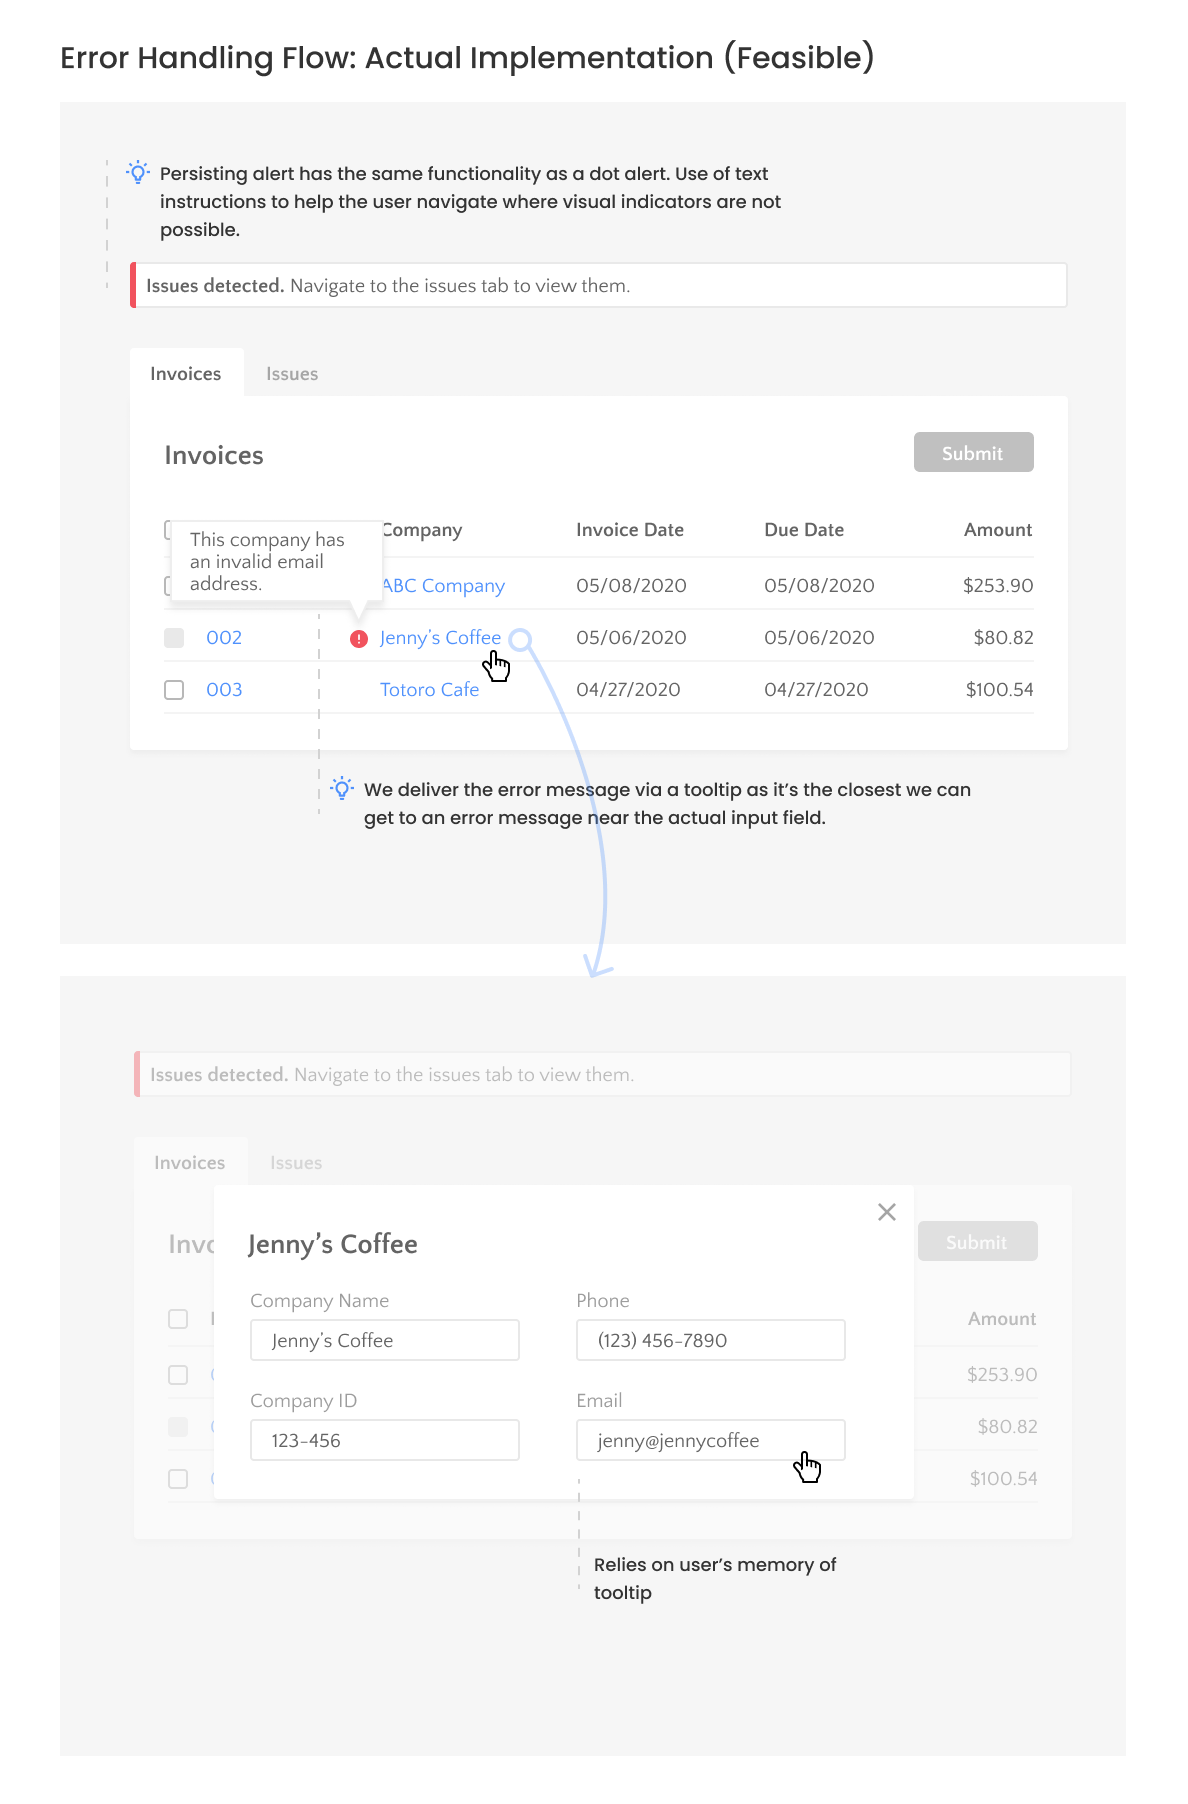 Error Handling Flow: Actual Implementation (Feasible)
Persisting alert has the same functionality as a dot alert. Use of text
instructions to help the user navigate where visual indicators are not
possible.
Issues detected. Navigate to the issues tab to view them.
Invoices Issues
Invoices Submit
This company has
an invalid email
address.
Company Invoice Date Due Date Amount
ABC Company 05/08/2020 05/08/2020 $253.90
002 Jenny's Coffee 05/06/2020 05/06/2020 $80.82
003 Totoro Cafe 04/27/2020 04/27/2020 $100.54
We deliver the error message via a tooltip as it's the closest we can
get to an error message near the actual input field.
Issues detected. Navigate to the issues tab to view them.
Invoices Issues
Submit
Jenny's Coffee
Company Name Phone
Jenny's Coffee (123) 456-7890
Amount
$253.90
Company ID Email
123-456 jenny@jennycoffee
$80.82
$100.54
Relies on user's memory of
tooltip